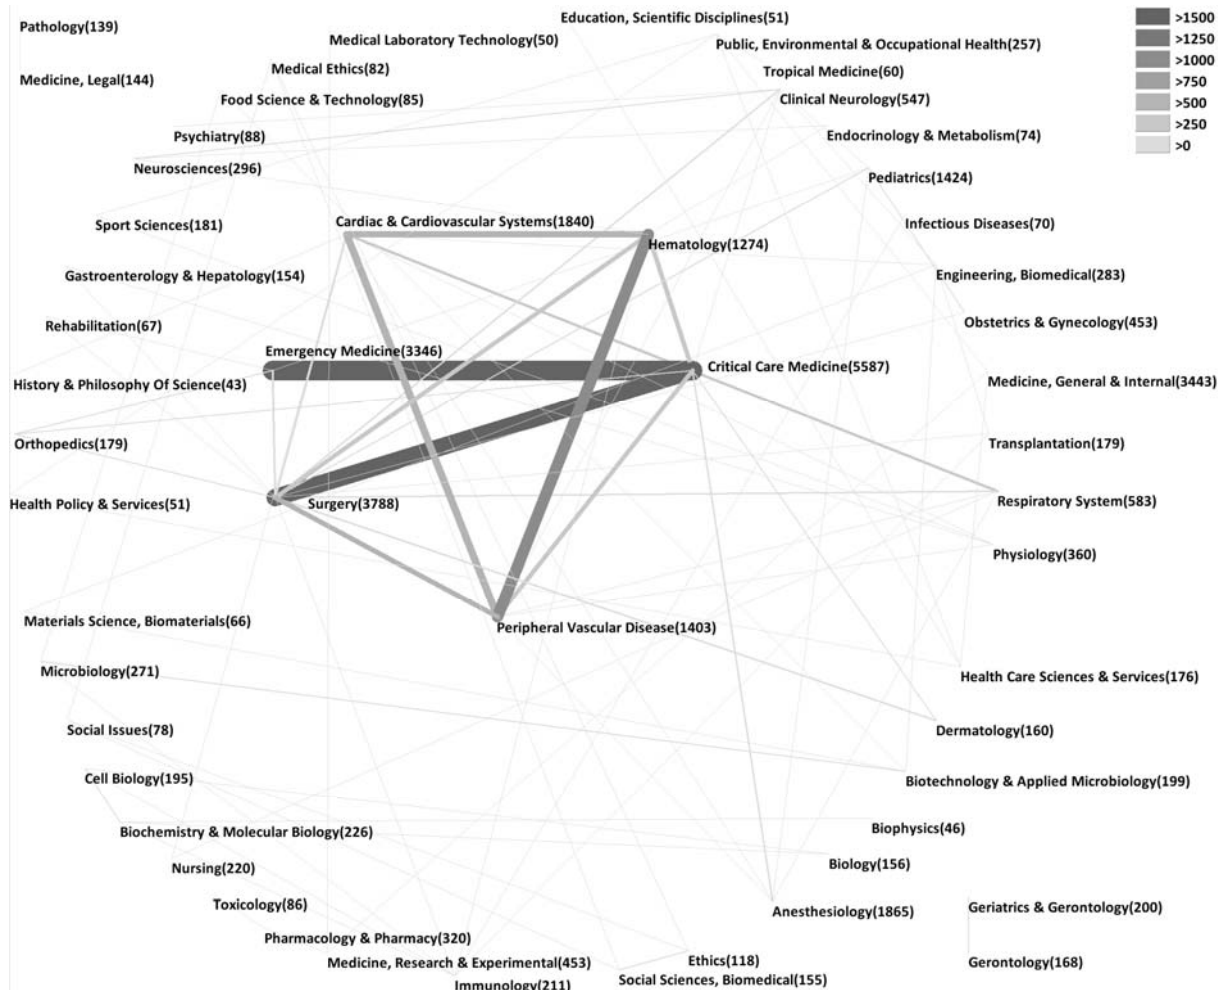 Pathology(139)
Education, Scientific Disciplines(51)
>1500
Medical Laboratory Technology(50)
Public, Environmental & Occupational Health(257)
>1250
>1000
Medicine, Legal(144)
Medical Ethics(82)
Tropical Medicine(60)
>750
Food Science & Technology(85)
Clinical Neurology(547)
>500
>250
Psychiatry(88)
Endocrinology & Metabolism(74)
>0
Neurosciences(296)
Pediatrics(1424)
Sport Sciences(181)
Cardiac & Cardiovascular Systems(1840)
Infectious Diseases(70)
Hematology(1274)
Gastroenterology & Hepatology(154)
Engineering, Biomedical(283)
Rehabilitation(67)
Obstetrics & Gynecology(453)
Emergency Medicine(3346)
Critical Care Medicine(5587)
History & Philosophy Of Science(43)
Medicine, General & Internal(3443)
Orthopedics(179)
Transplantation(179)
Health Policy & Services(51)
Surgery(3788)
Respiratory System(583)
Physiology(360)
Materials Science, Biomaterials(66)
Peripheral Vascular Disease(1403)
Microbiology(271)
Health Care Sciences & Services(176)
Social Issues(78)
Dermatology(160)
Cell Biology(195)
Biotechnology & Applied Microbiology(199)
Biochemistry & Molecular Biology(226)
Biophysics(46)
Nursing(220)
Biology(156)
Toxicology(86)
Anesthesiology(1865)
Geriatrics & Gerontology(200)
Pharmacology & Pharmacy(320)
Medicine, Research & Experimental(453)
Ethics(118)
Gerontology(168)
Immunology(211)
Social Sciences, Biomedical(155)